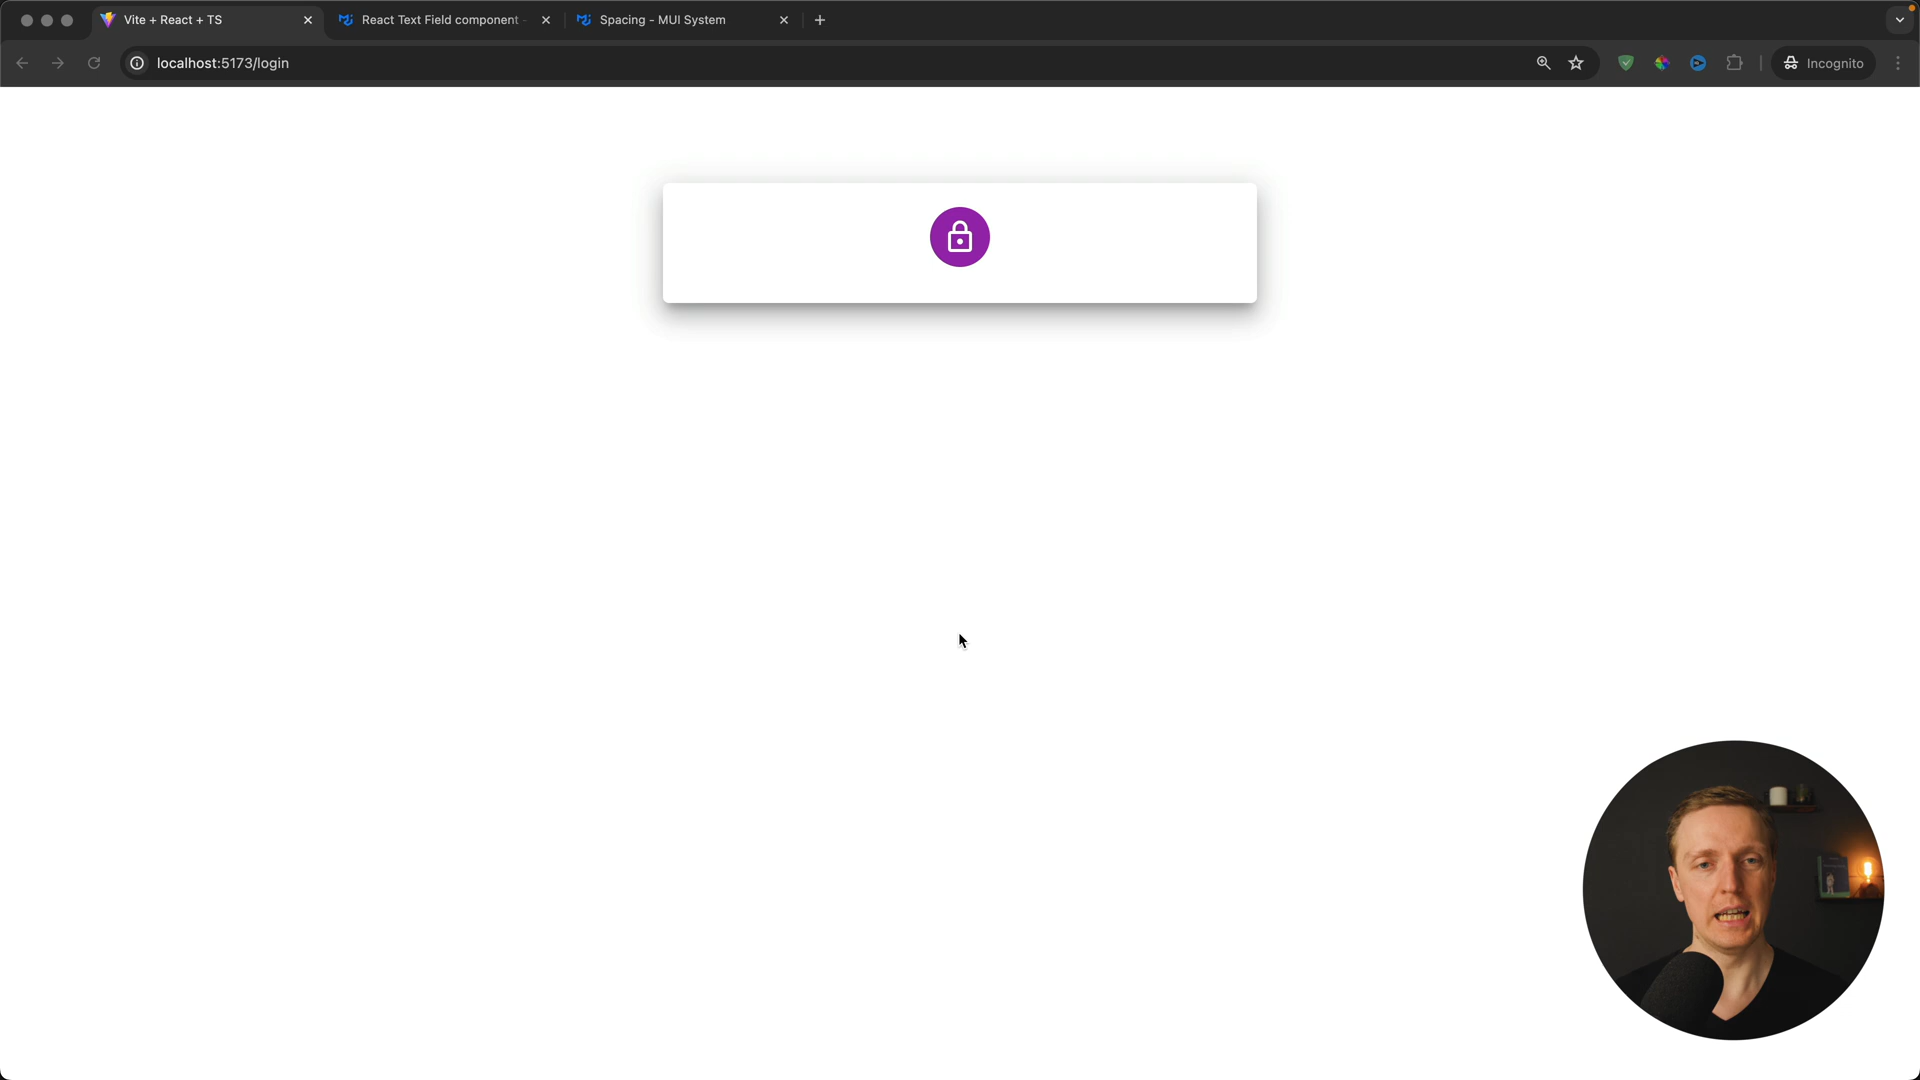 Vite + React + TS
React Text Field component -
Spacing - MUI System
localhost:5173/login
Incognito